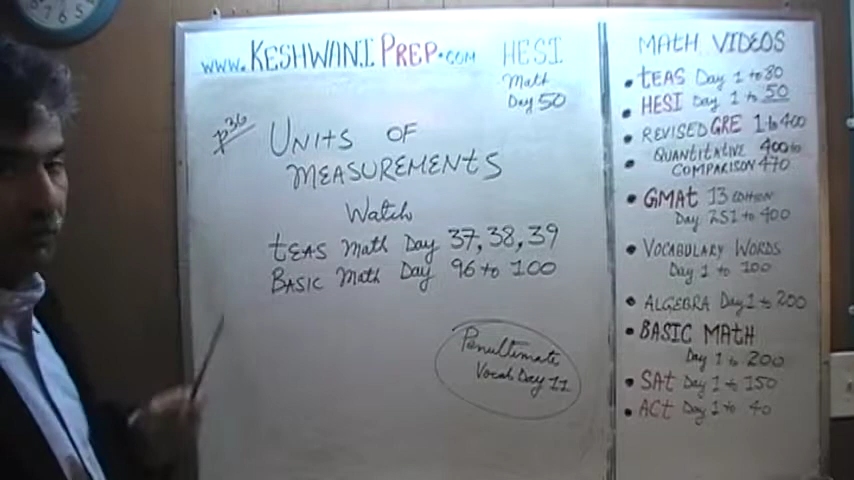 www.KESHWANI PREP.com
HESI
Math
Day 50
p36
UNITS OF
MEASUREMENTS
Watch
TEAS Math Day 37, 38, 39
BASIC Math Day 96 to 100
Penultimate
Vocab Day 11
MATH VIDEOS
• TEAS Day 1 to 80
• HESI Day 1 to 50
• REVISED GRE 1 to 400
• QUANTITATIVE 400 to
COMPARISON 470
• GMAT 13 EDITION
Day 251 to 400
• VOCABULARY WORDS
Day 1 to 100
• ALGEBRA Day 1 to 200
• BASIC MATH
Day 1 to 200
• SAT Day 1 to 150
• ACT Day 1 to 40